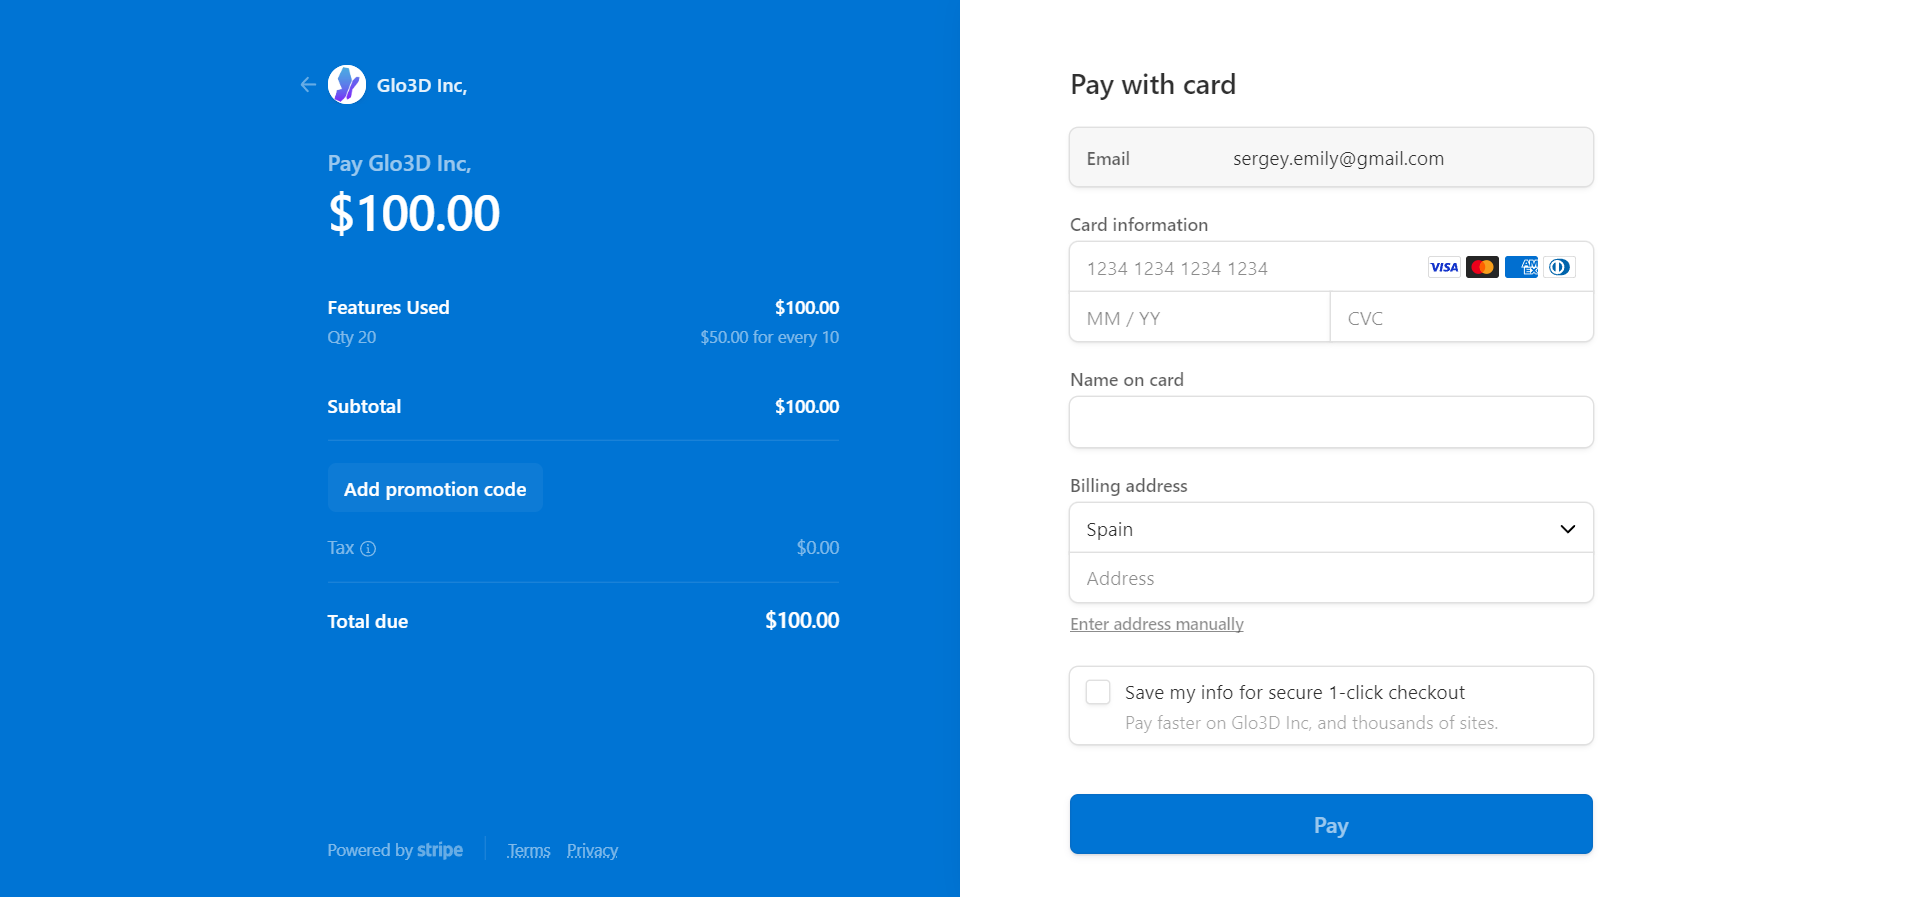 Glo3D Inc,
Pay Glo3D Inc,
$100.00
Features Used $100.00
Qty 20 $50.00 for every 10
Subtotal $100.00
Add promotion code
Tax $0.00
Total due $100.00
Powered by stripe Terms Privacy
Pay with card
Email sergey.emily@gmail.com
Card information
1234 1234 1234 1234 VISA AMEX
MM / YY CVC
Name on card
Billing address
Spain
Address
Enter address manually
Save my info for secure 1-click checkout
Pay faster on Glo3D Inc, and thousands of sites.
Pay